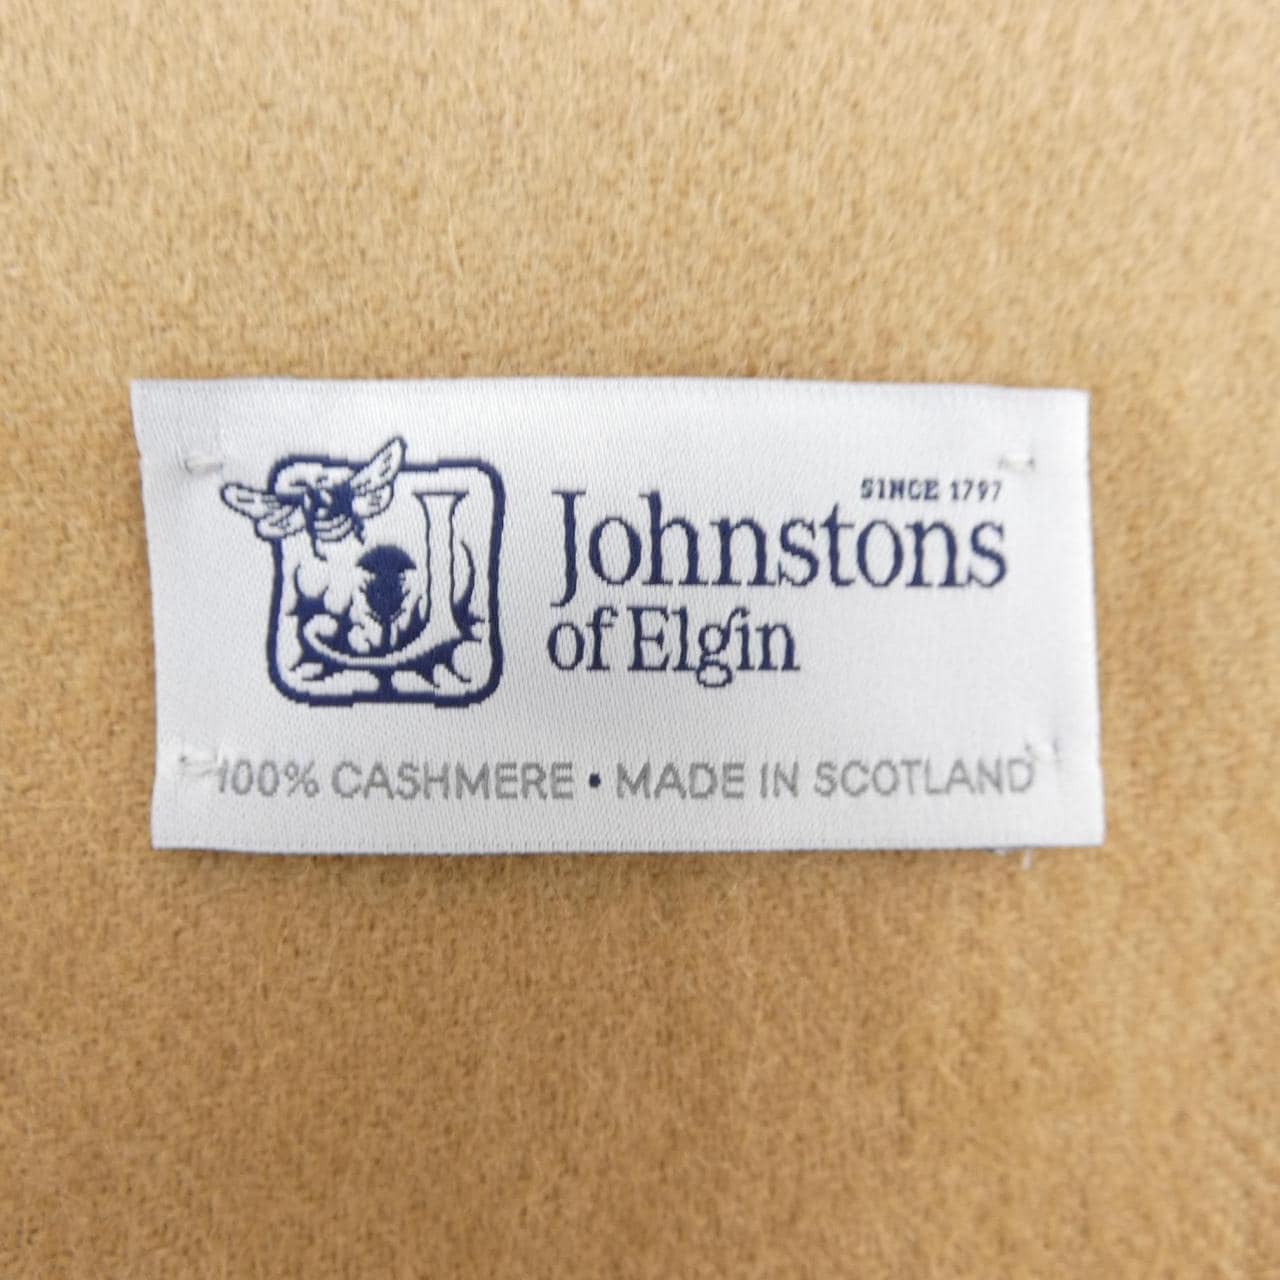 SINCE 1797
Johnstons
of Elgin
100% CASHMERE • MADE IN SCOTLAND